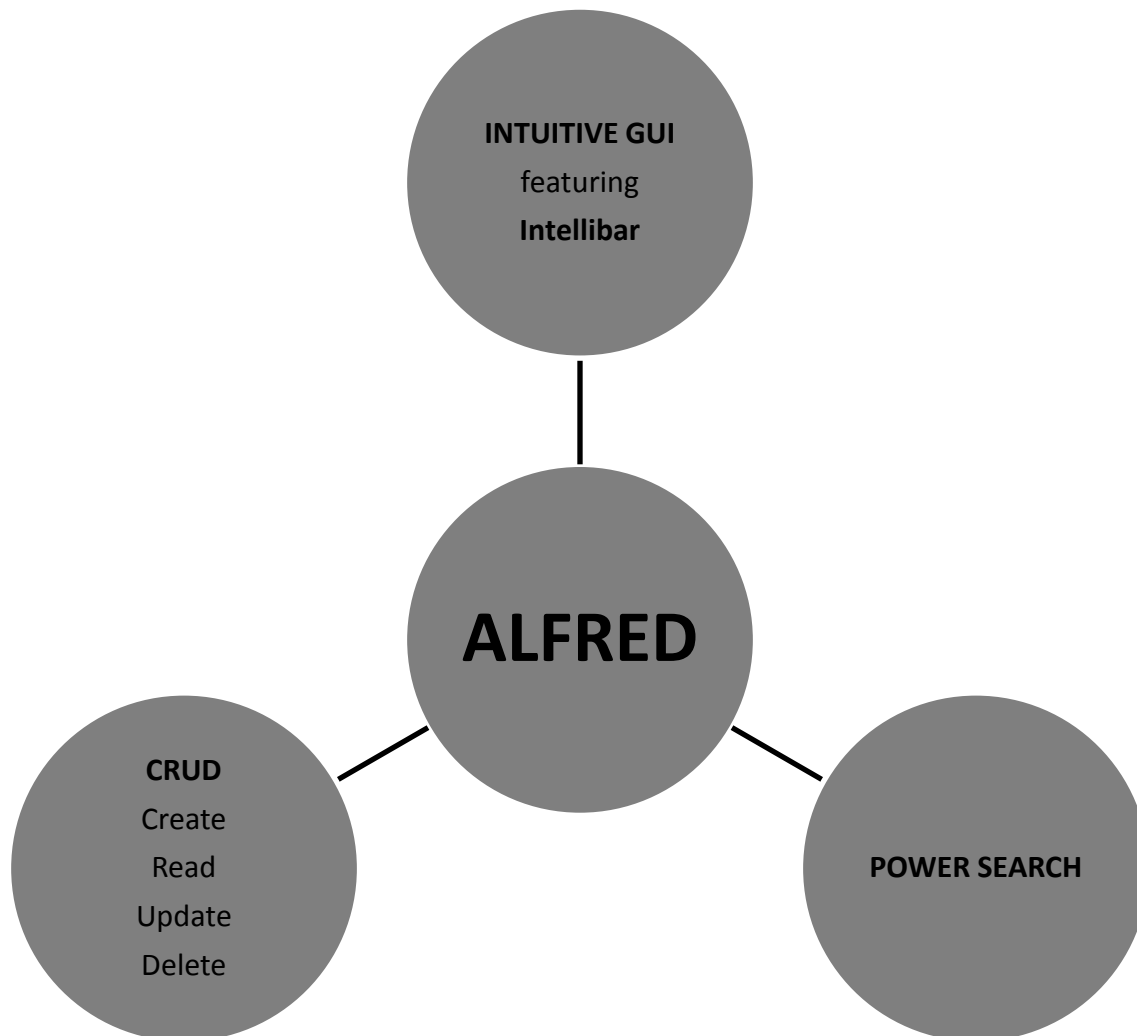 INTUITIVE GUI
featuring
Intellibar
ALFRED
CRUD
Create
Read
Update
Delete
POWER SEARCH